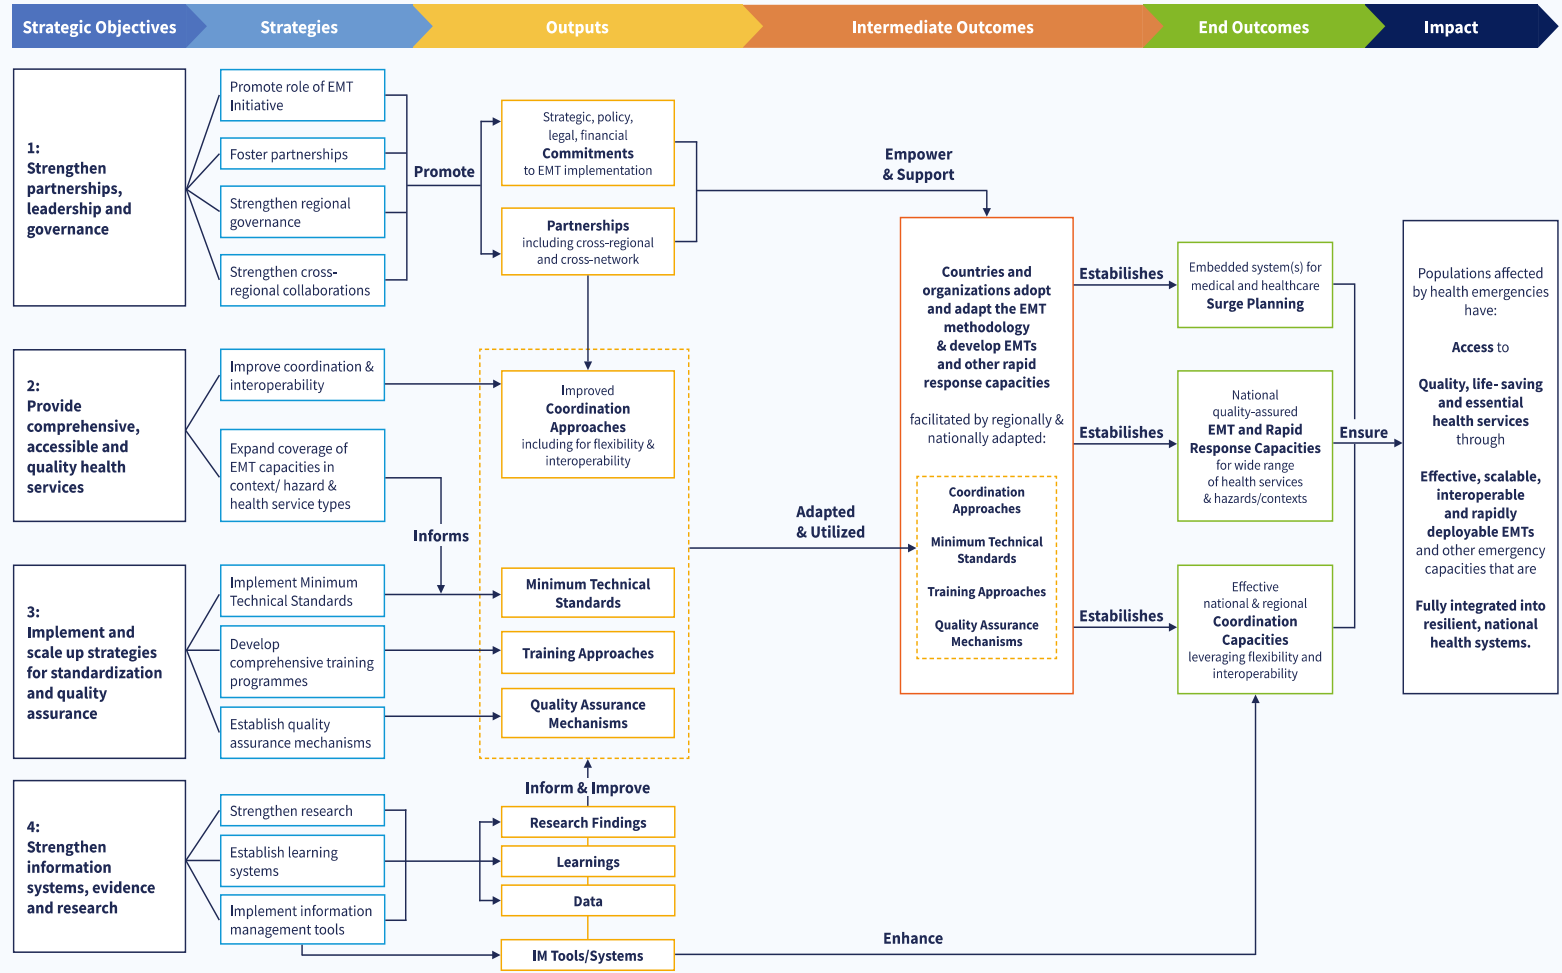 Strategic Objectives
Strategies
Outputs
Intermediate Outcomes
End Outcomes
Impact
1:
Strengthen
partnerships,
leadership and
governance
Promote role of EMT
Initiative
Foster partnerships
Strengthen regional
governance
Strengthen cross-
regional collaborations
Promote
Strategic, policy,
legal, financial
Commitments
to EMT implementation
Partnerships
including cross-regional
and cross-network
Empower
& Support
2:
Provide
comprehensive,
accessible and
quality health
services
Improve coordination &
interoperability
Expand coverage of
EMT capacities in
context/ hazard &
health service types
Informs
Improved
Coordination
Approaches
including for flexibility &
interoperability
3:
Implement and
scale up strategies
for standardization
and quality
assurance
Implement Minimum
Technical Standards
Develop
comprehensive training
programmes
Establish quality
assurance mechanisms
Minimum Technical
Standards
Training Approaches
Quality Assurance
Mechanisms
Adapted
& Utilized
4:
Strengthen
information
systems, evidence
and research
Strengthen research
Establish learning
systems
Implement information
management tools
Inform & Improve
Research Findings
Learnings
Data
IM Tools/Systems
Enhance
Countries and
organizations adopt
and adapt the EMT
methodology
& develop EMTs
and other rapid
response capacities
facilitated by regionally &
nationally adapted:
Coordination
Approaches
Minimum Technical
Standards
Training Approaches
Quality Assurance
Mechanisms
Estabilishes
Estabilishes
Estabilishes
Embedded system(s) for
medical and healthcare
Surge Planning
National
quality-assured
EMT and Rapid
Response Capacities
for wide range
of health services
& hazards/contexts
Effective
national & regional
Coordination
Capacities
leveraging flexibility and
interoperability
Ensure
Populations affected
by health emergencies
have:
Access to
Quality, life- saving
and essential
health services
through
Effective, scalable,
interoperable
and rapidly
deployable EMTs
and other emergency
capacities that are
Fully integrated into
resilient, national
health systems.